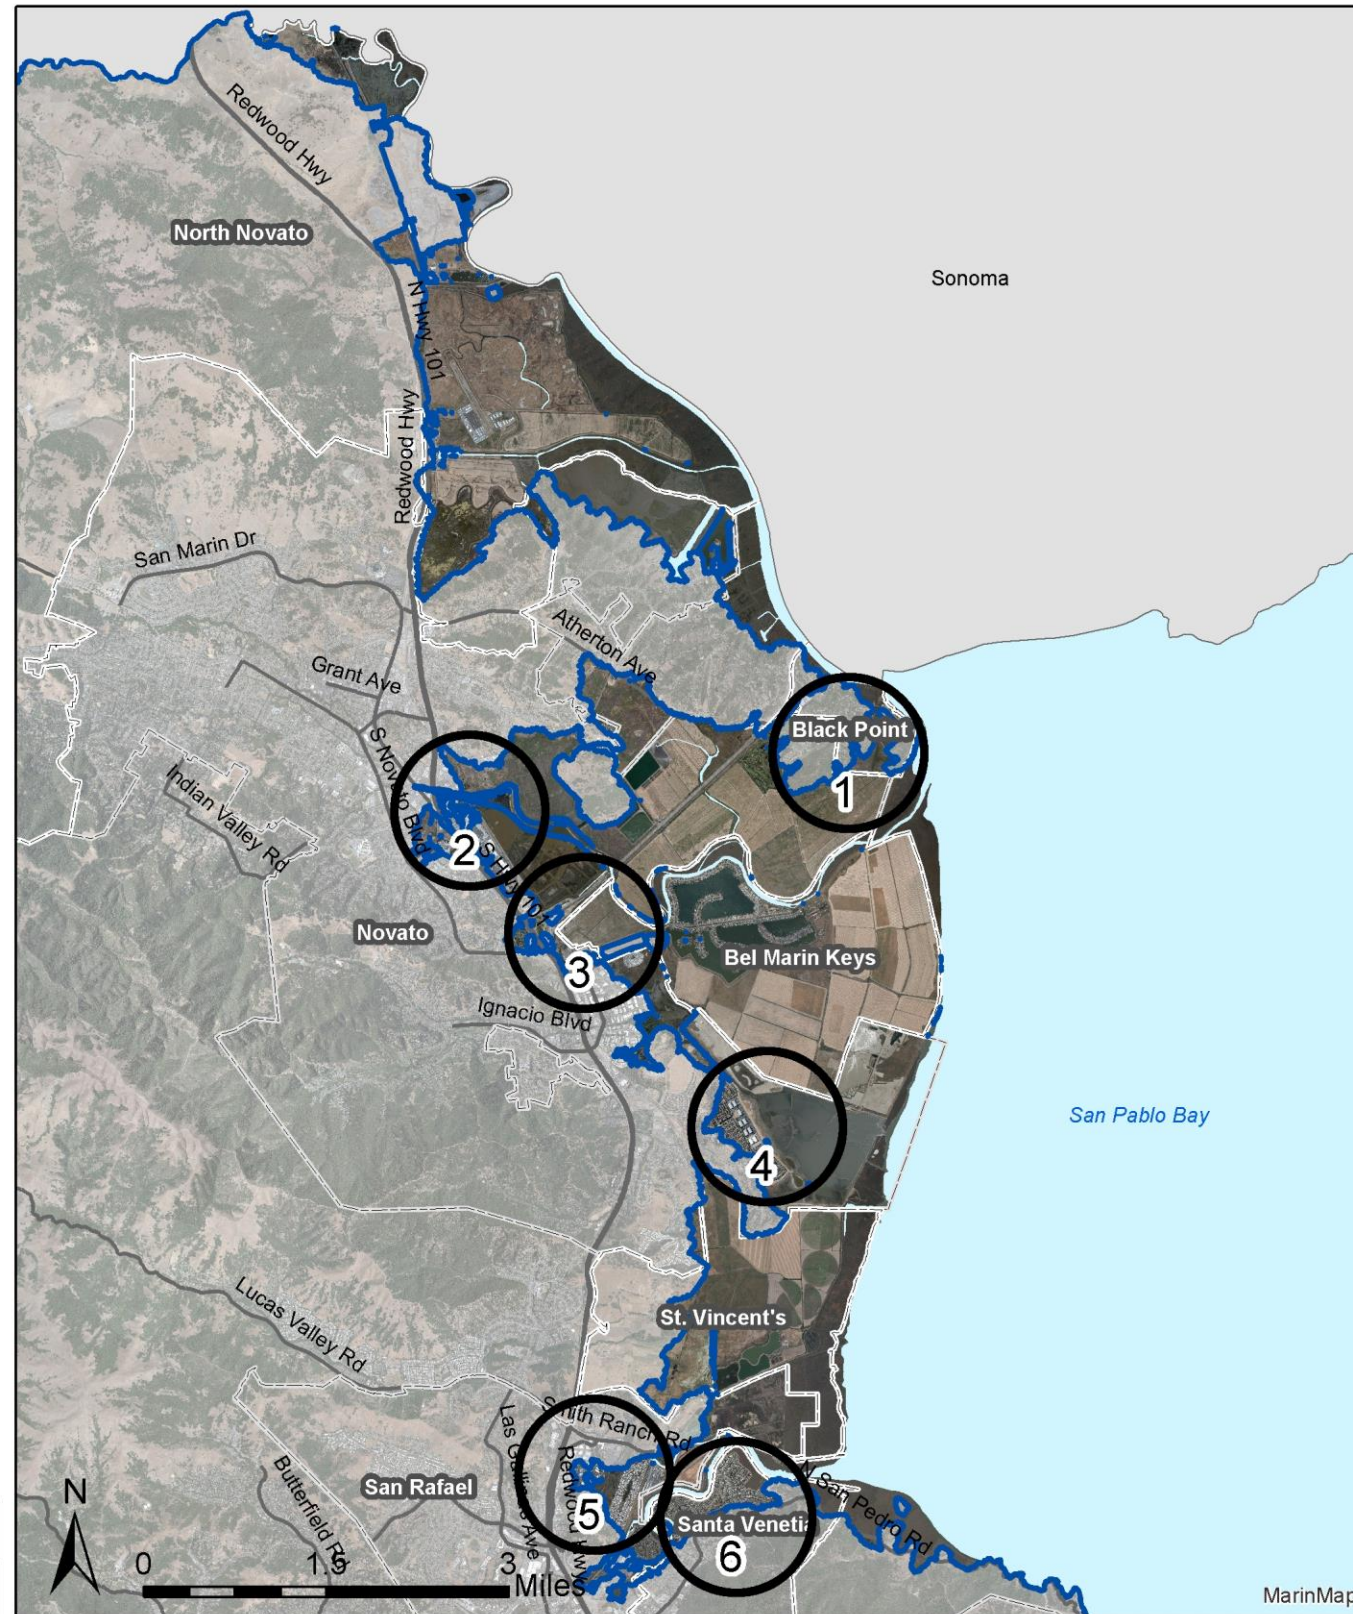 Redwood Hwy
North Novato
Sonoma
N Hwy 101
Redwood Hwy
San Marin Dr
Atherton Ave
Grant Ave
Black Point
1
S Novato Blvd
Indian Valley Rd
2
S Hwy 101
Novato
Bel Marin Keys
3
Ignacio Blvd
San Pablo Bay
4
Lucas Valley Rd
St. Vincent's
Smith Ranch Rd
Las Gallinas Ave
Redwood Hwy
N San Pedro Rd
San Rafael
Butterfield Rd
5
Santa Venetia
6
N
0 1.5 3
Miles
MarinMap